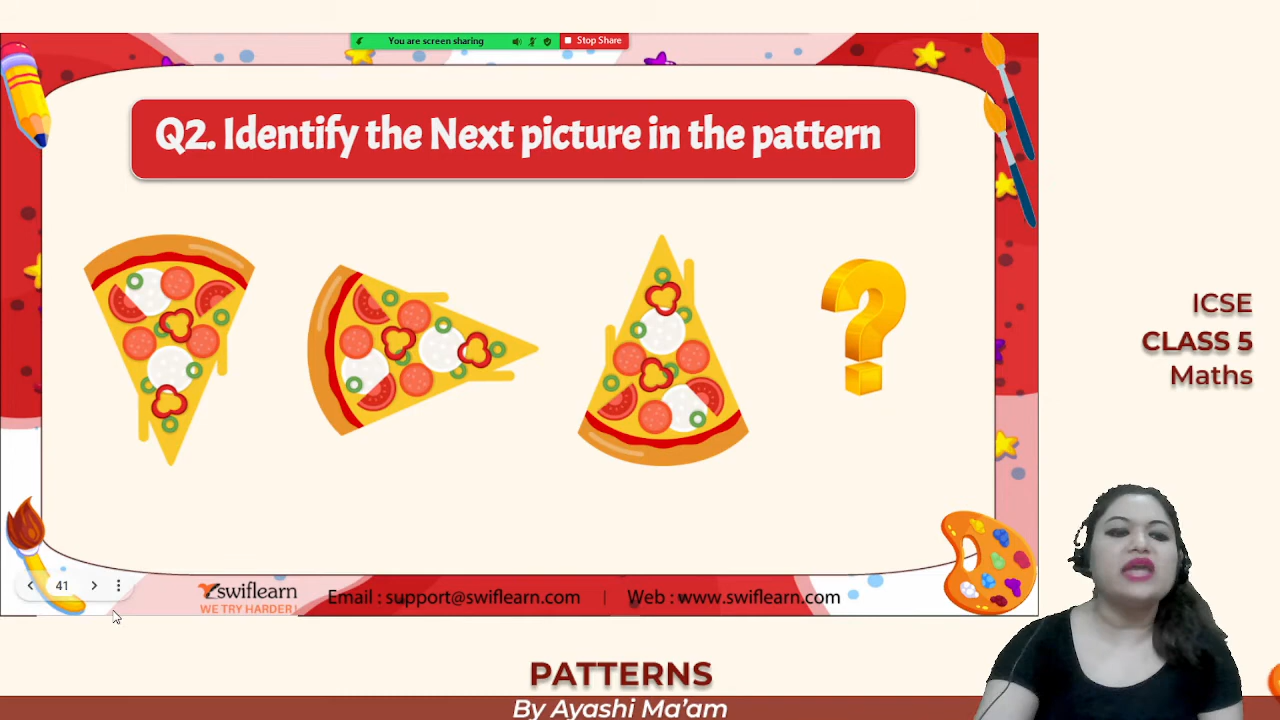 You are screen sharing
Stop Share
Q2. Identify the Next picture in the pattern
ICSE
CLASS 5
Maths
41
swiflearn
WE TRY HARDER
Email : support@swiflearn.com | Web : www.swiflearn.com
PATTERNS
By Ayashi Ma'am